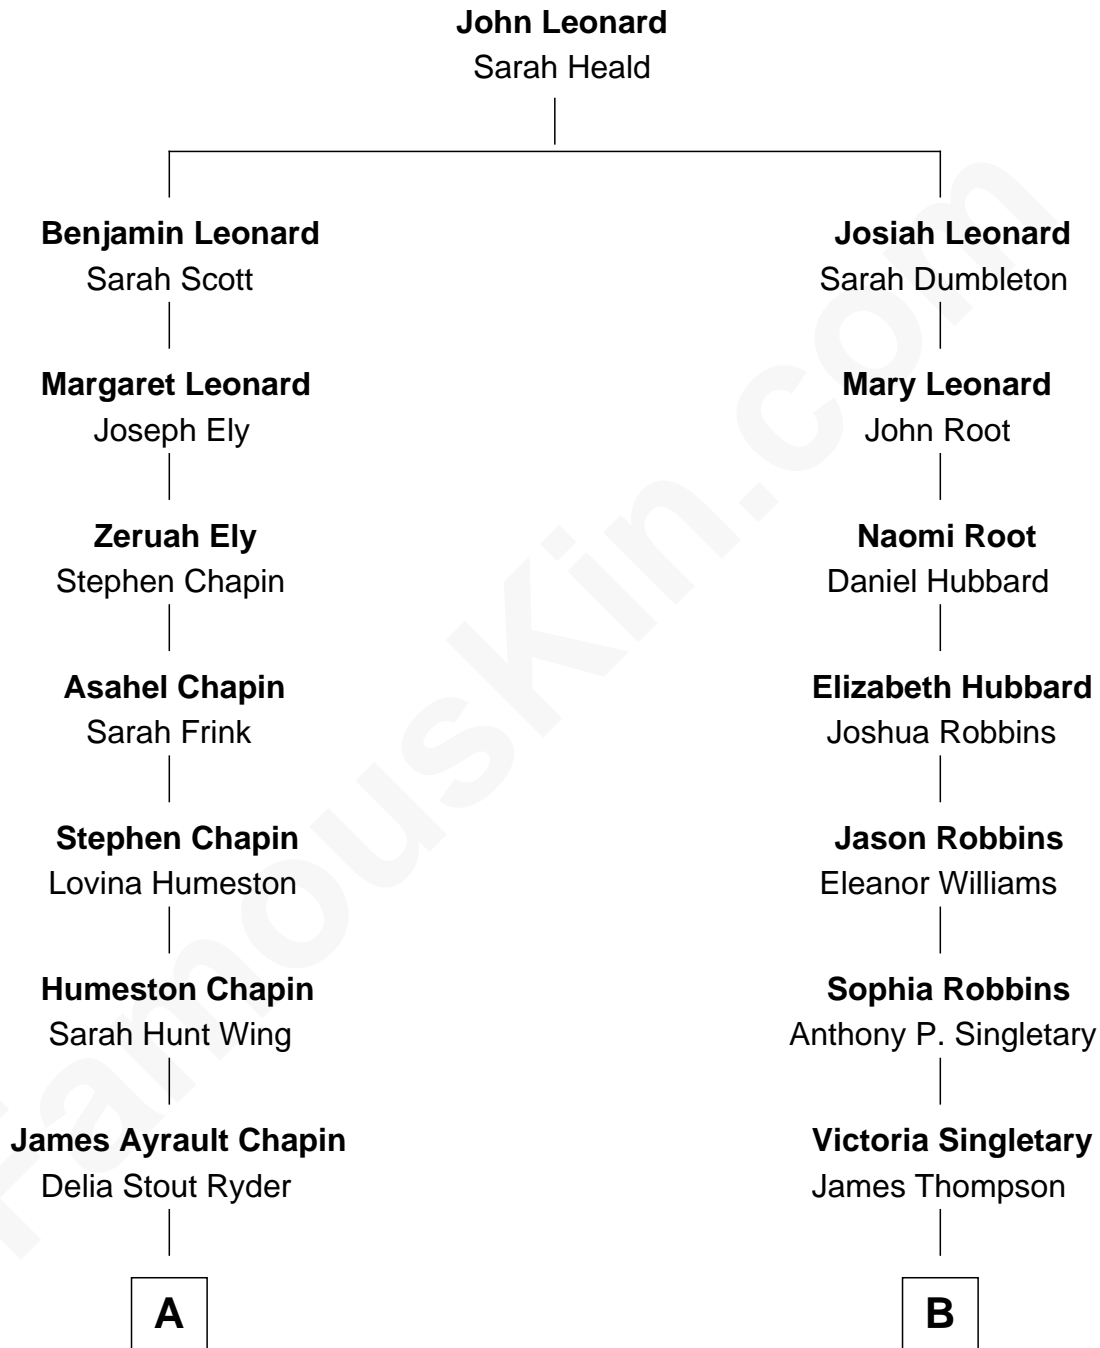 John Leonard
Sarah Heald
Benjamin Leonard
Sarah Scott
Margaret Leonard
Joseph Ely
Zeruah Ely
Stephen Chapin
Asahel Chapin
Sarah Frink
Stephen Chapin
Lovina Humeston
Humeston Chapin
Sarah Hunt Wing
James Ayrault Chapin
Delia Stout Ryder
A
Josiah Leonard
Sarah Dumbleton
Mary Leonard
John Root
Naomi Root
Daniel Hubbard
Elizabeth Hubbard
Joshua Robbins
Jason Robbins
Eleanor Williams
Sophia Robbins
Anthony P. Singletary
Victoria Singletary
James Thompson
B
FamousKin.com